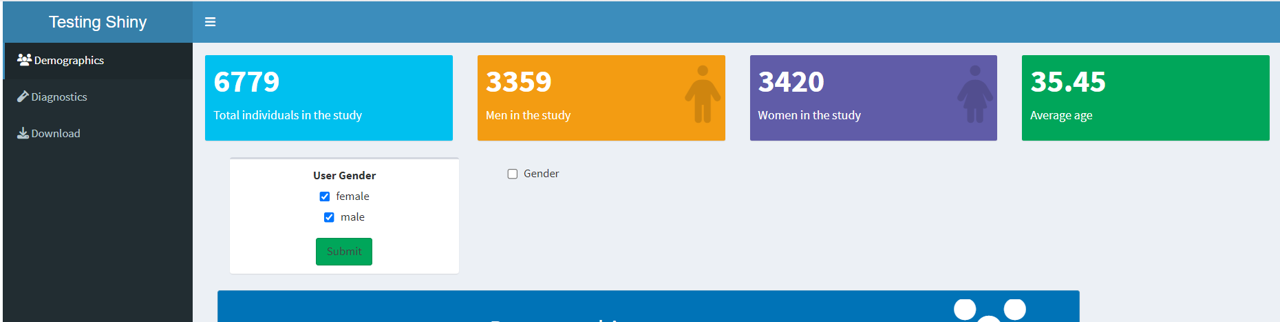 Testing Shiny
Demographics
Diagnostics
Download
6779
Total individuals in the study
3359
Men in the study
3420
Women in the study
35.45
Average age
User Gender
female
male
Submit
Gender